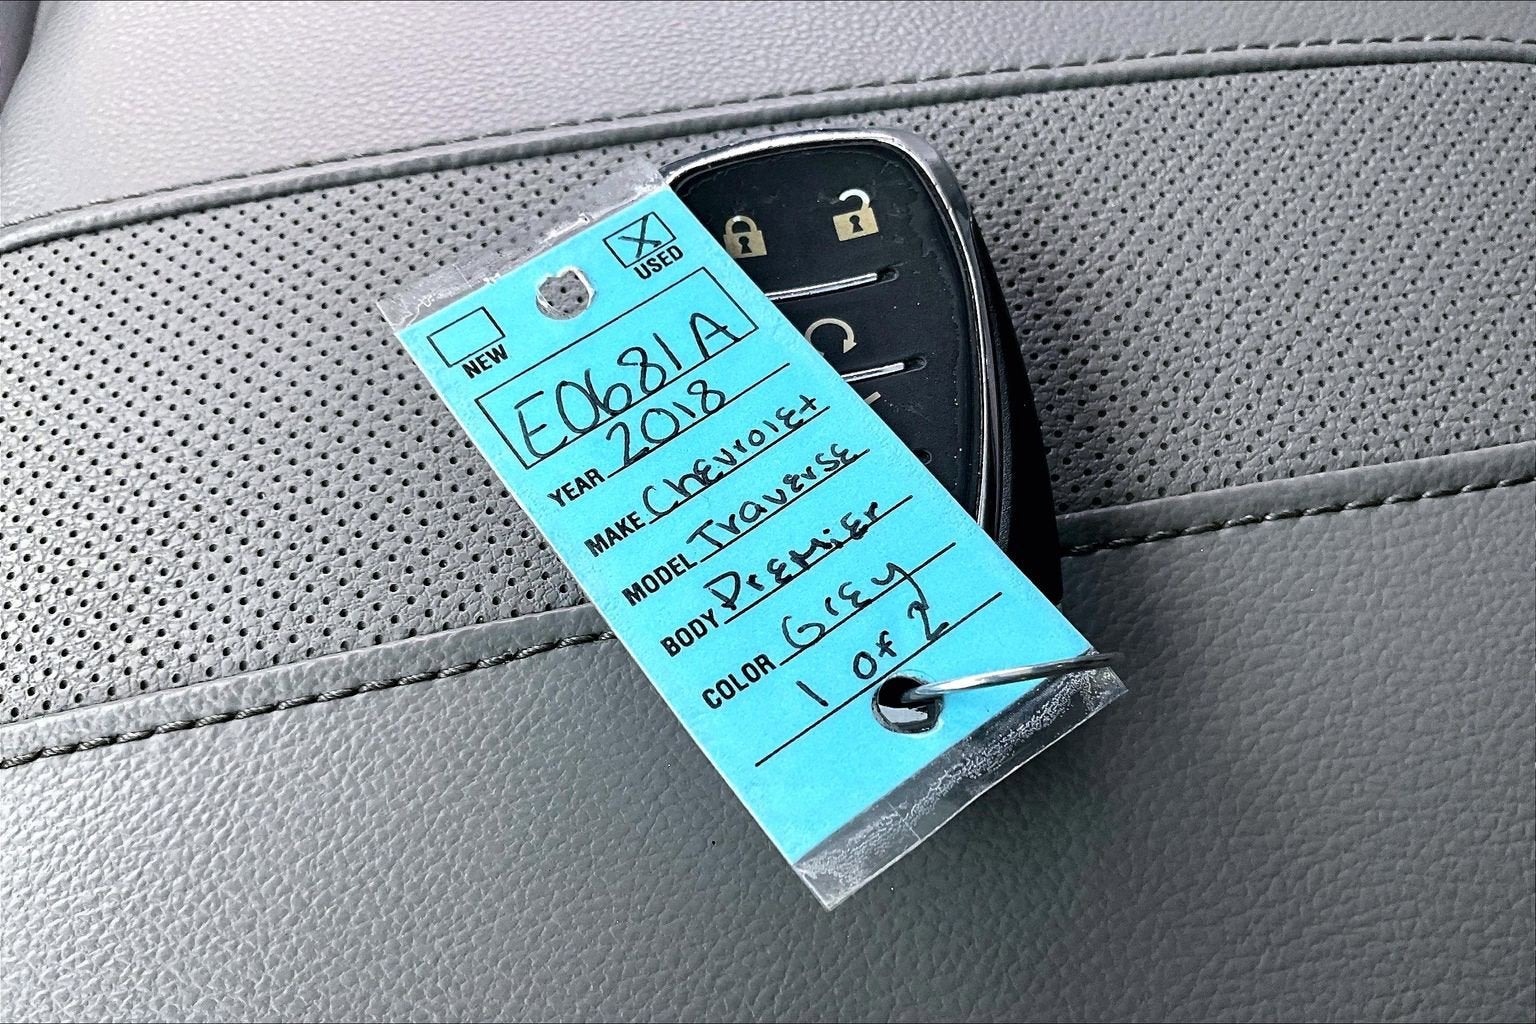 USED
NEW
E0681A
YEAR 2018
MAKE Chevrolet
MODEL Traverse
BODY Premier
COLOR Grey
1 of 2